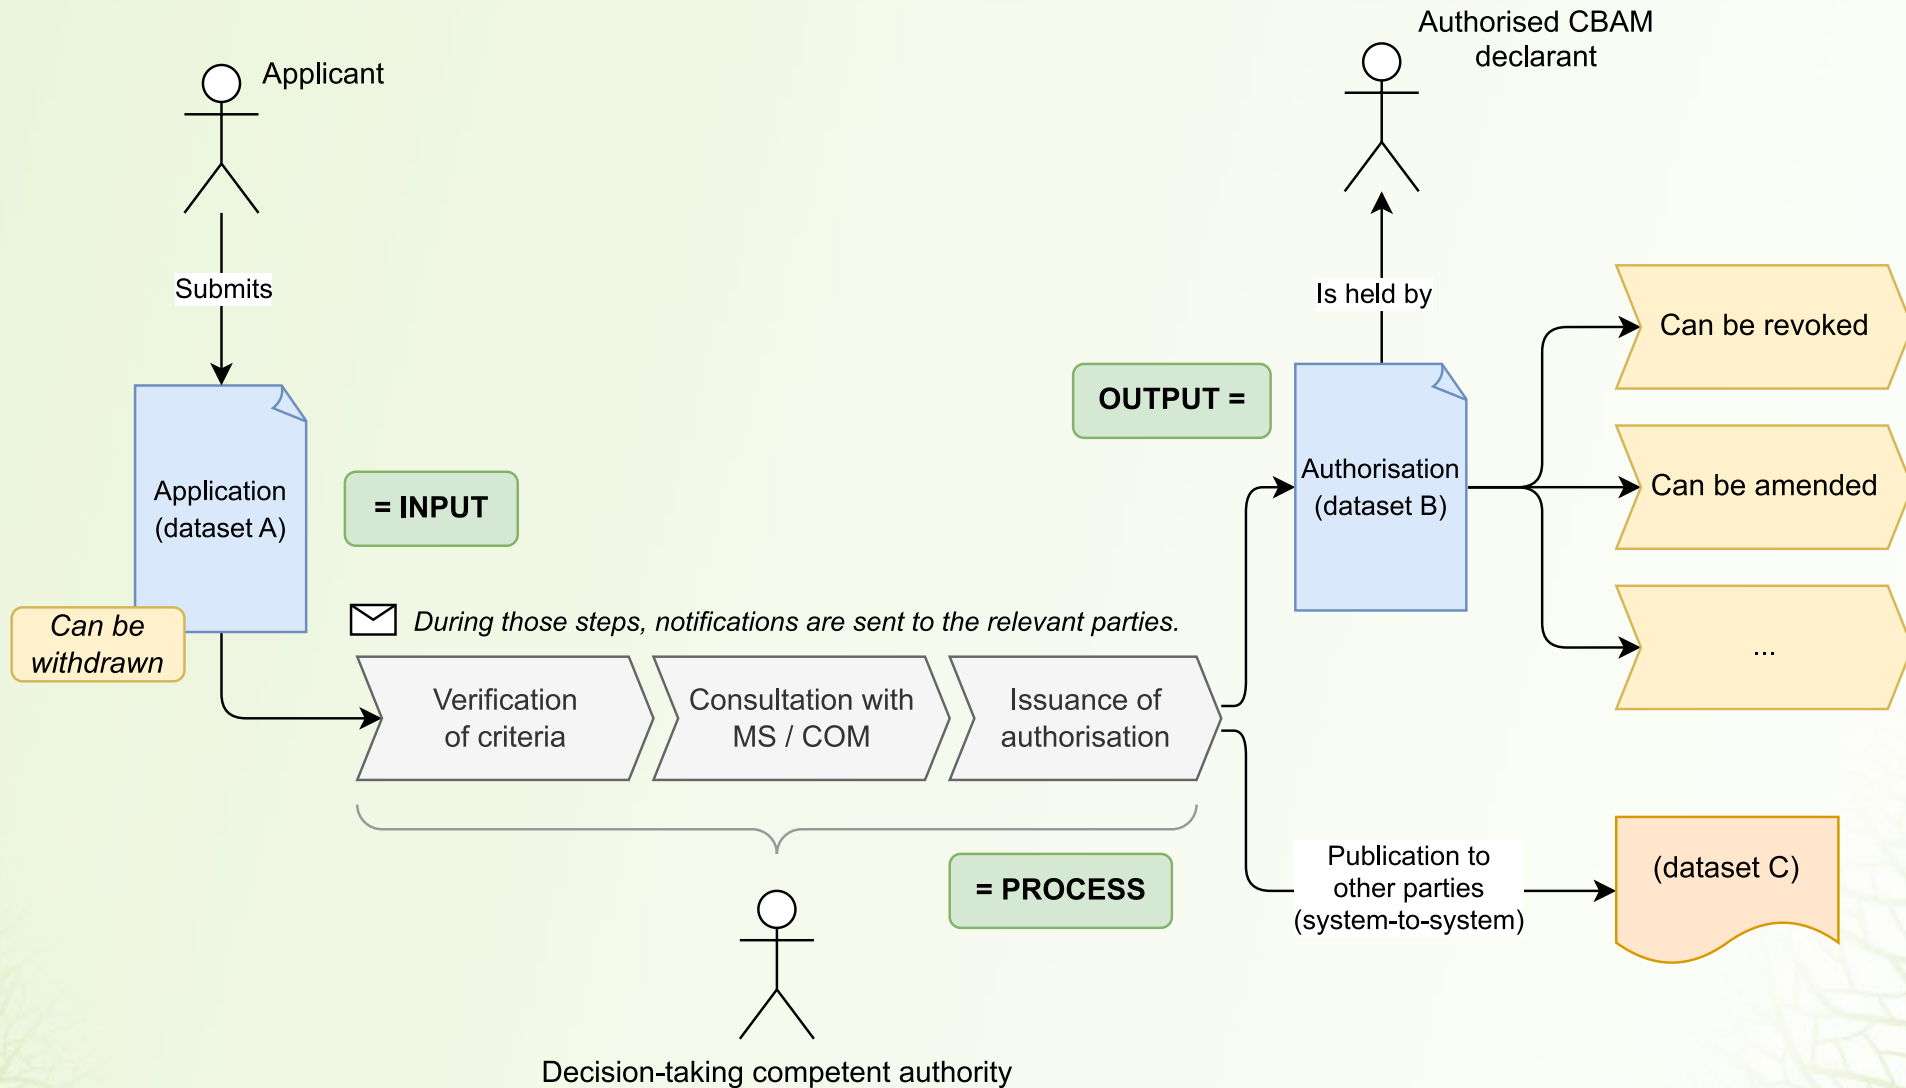 Applicant
Submits
Application
(dataset A)
Can be
withdrawn
= INPUT
During those steps, notifications are sent to the relevant parties.
Verification
of criteria
Consultation with
MS / COM
Issuance of
authorisation
= PROCESS
Decision-taking competent authority
Authorised CBAM
declarant
Is held by
OUTPUT =
Authorisation
(dataset B)
Can be revoked
Can be amended
...
Publication to
other parties
(system-to-system)
(dataset C)